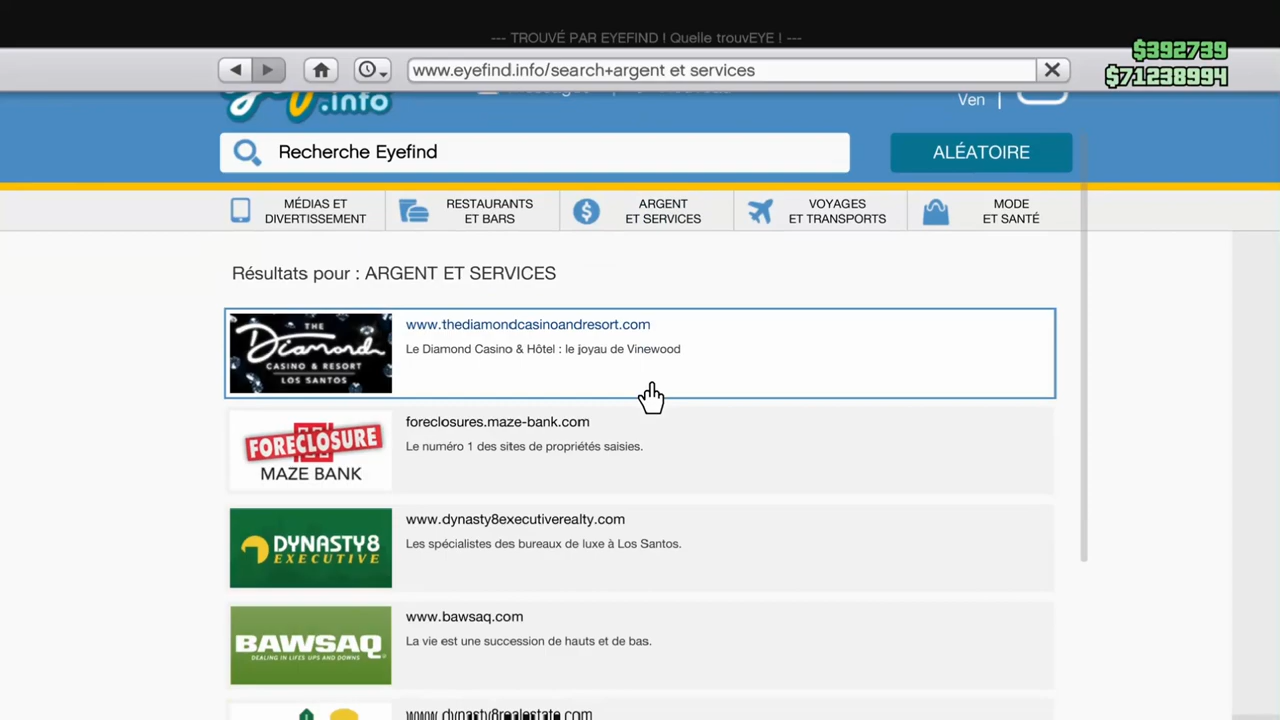 --- TROUVÉ PAR EYEFIND ! Quelle trouvEYE ! ---
$392739
$71238994
www.eyefind.info/search+argent et services
.info
Ven |
Recherche Eyefind
ALÉATOIRE
MÉDIAS ET
DIVERTISSEMENT
RESTAURANTS
ET BARS
ARGENT
ET SERVICES
VOYAGES
ET TRANSPORTS
MODE
ET SANTÉ
Résultats pour : ARGENT ET SERVICES
THE
Diamond
CASINO & RESORT
LOS SANTOS
www.thediamondcasinoandresort.com
Le Diamond Casino & Hôtel : le joyau de Vinewood
FORECLOSURE
MAZE BANK
foreclosures.maze-bank.com
Le numéro 1 des sites de propriétés saisies.
DYNASTY8
EXECUTIVE
www.dynasty8executiverealty.com
Les spécialistes des bureaux de luxe à Los Santos.
BAWSAQ
DEALING IN LIFES UPS AND DOWNS
www.bawsaq.com
La vie est une succession de hauts et de bas.
www.dynasty8realestate.com